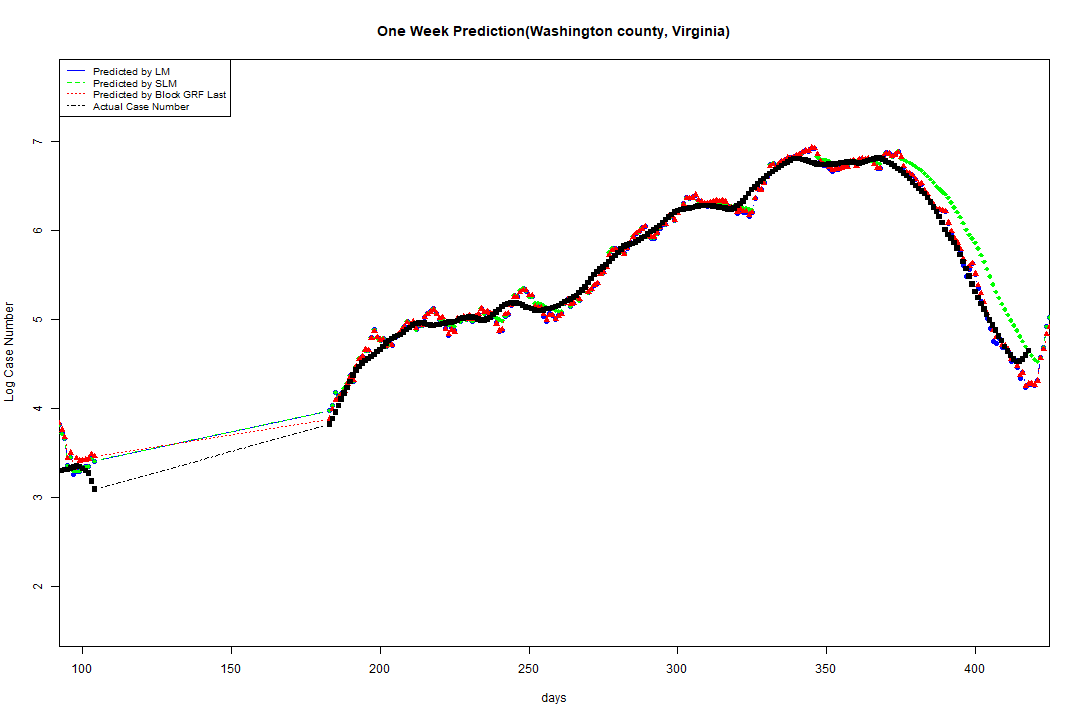 One Week Prediction(Washington county, Virginia)
Predicted by LM
Predicted by SLM
Predicted by Block GRF Last
Actual Case Number
7
6
5
4
3
2
Log Case Number
100 150 200 250 300 350 400
days